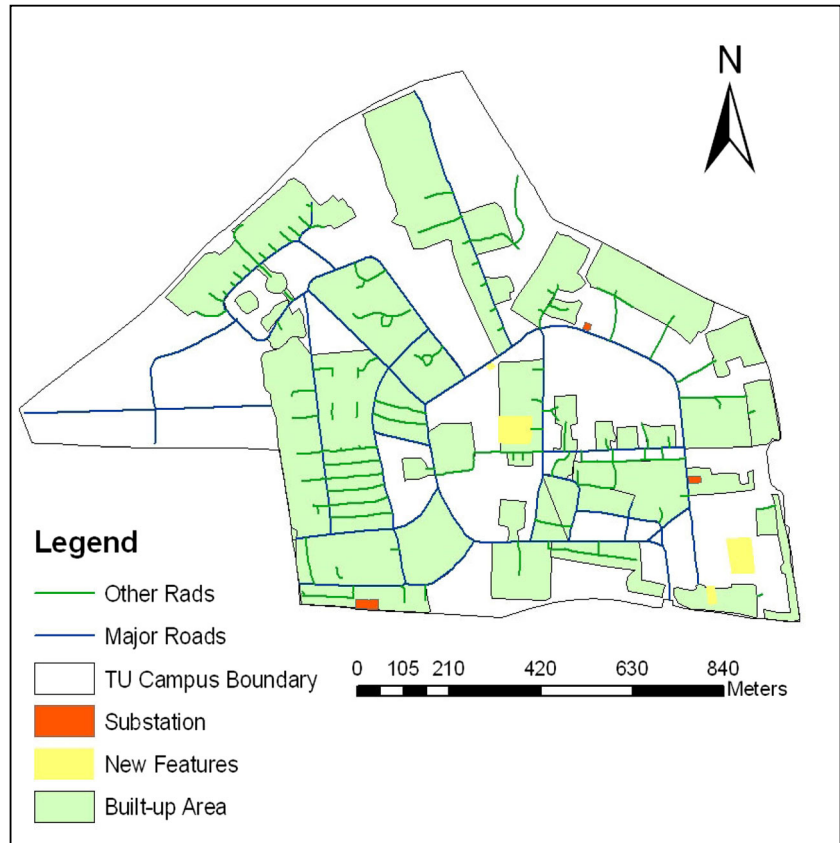 N
Legend
Other Rads
Major Roads
TU Campus Boundary
Substation
New Features
Built-up Area
0 105 210 420 630 840
Meters